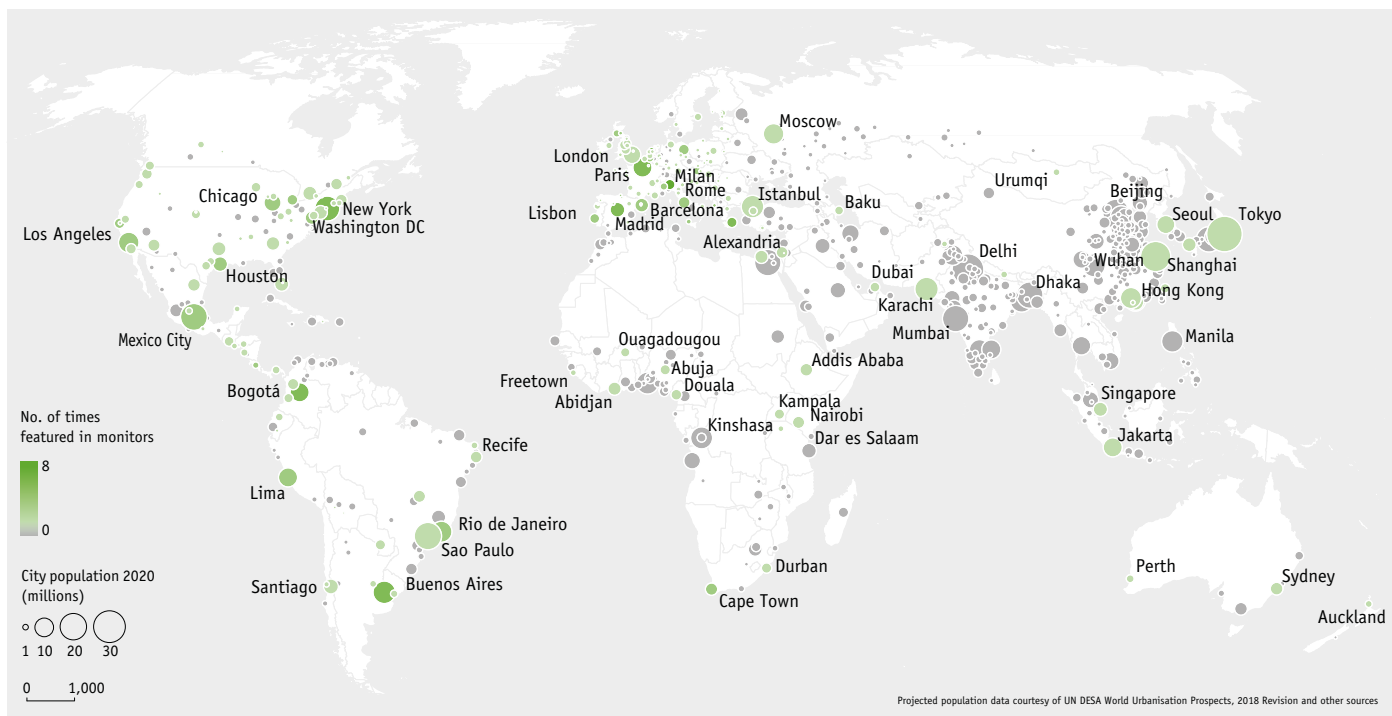 Moscow
London
Paris
Milan
Rome
Istanbul
Urumqi
Beijing
Chicago
New York
Washington DC
Lisbon
Madrid
Barcelona
Baku
Seoul
Tokyo
Los Angeles
Alexandria
Delhi
Wuhan
Shanghai
Houston
Dubai
Karachi
Dhaka
Hong Kong
Mexico City
Mumbai
Manila
Ouagadougou
Addis Ababa
Freetown
Abuja
Douala
Abidjan
Bogotá
Kampala
Nairobi
Singapore
Kinshasa
Dar es Salaam
Jakarta
Recife
Lima
Rio de Janeiro
Sao Paulo
Santiago
Buenos Aires
Durban
Cape Town
Perth
Sydney
Auckland
No. of times
featured in monitors
8
0
City population 2020
(millions)
1 10 20 30
0 1,000
Projected population data courtesy of UN DESA World Urbanisation Prospects, 2018 Revision and other sources